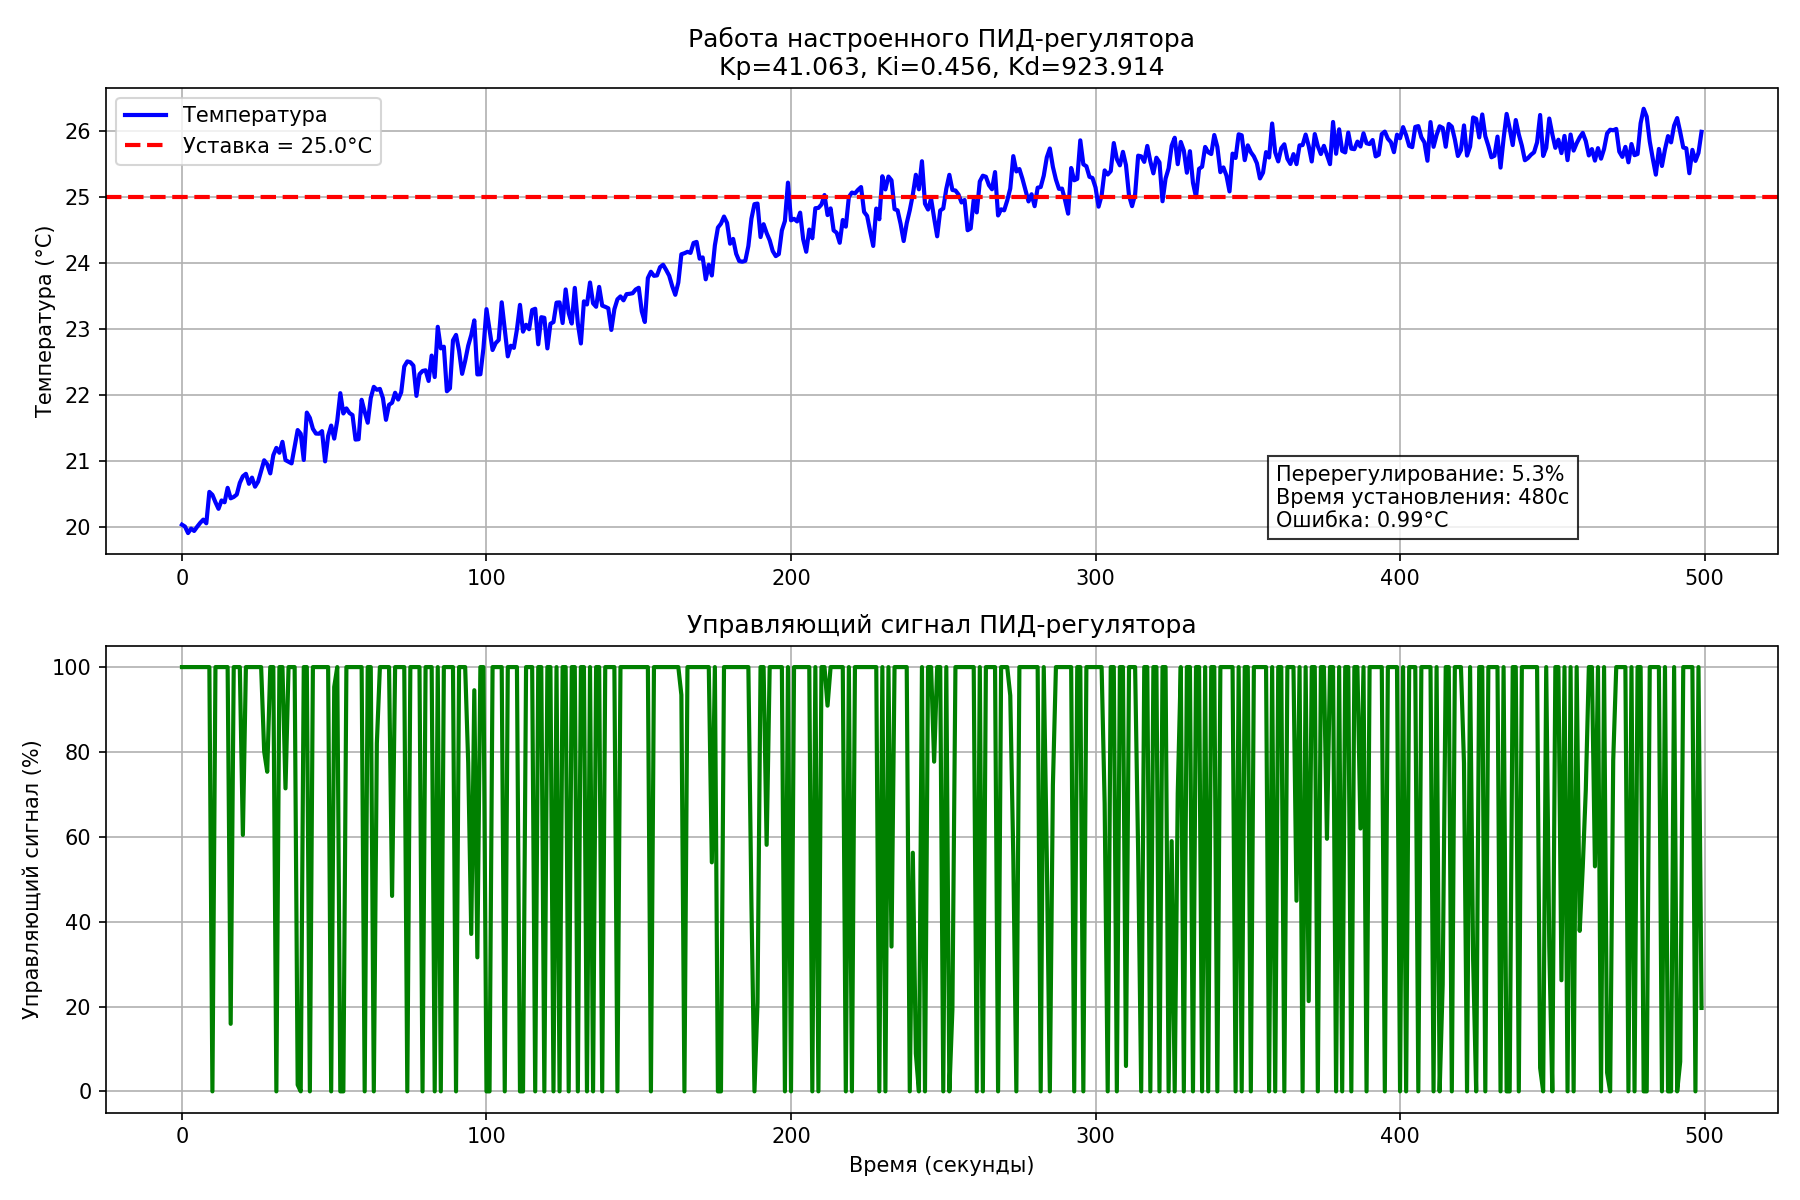 Работа настроенного ПИД-регулятора
Kp=41.063, Ki=0.456, Kd=923.914
Температура
Уставка = 25.0°C
Температура (°C)
26
25
24
23
22
21
20
Перерегулирование: 5.3%
Время установления: 480с
Ошибка: 0.99°C
0 100 200 300 400 500
Управляющий сигнал ПИД-регулятора
Управляющий сигнал (%)
100
80
60
40
20
0
0 100 200 300 400 500
Время (секунды)